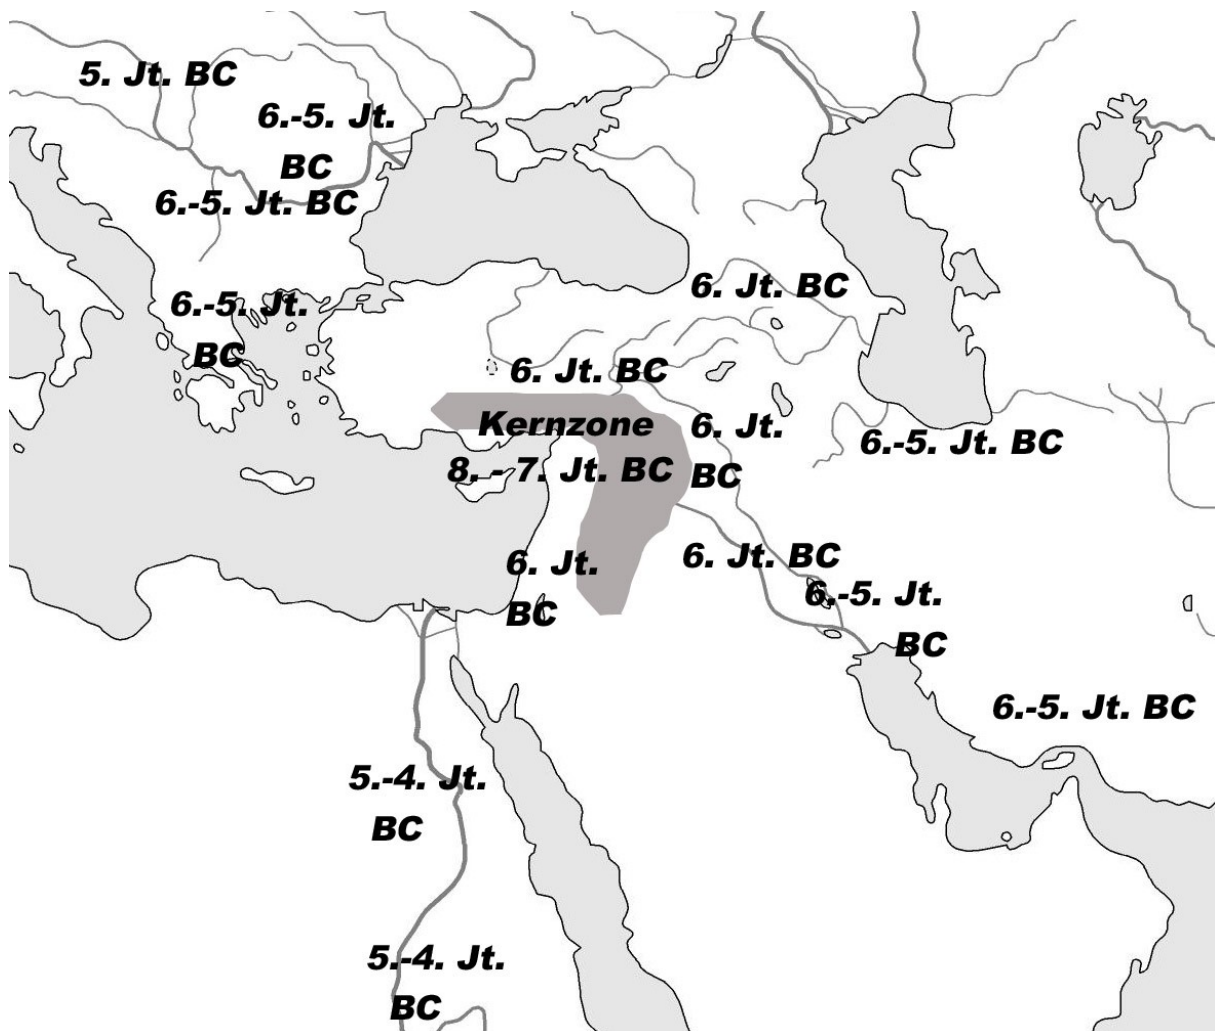 5. Jt. BC
6.-5. Jt.
BC
6.-5. Jt. BC
6. Jt. BC
6.-5. Jt.
BC
6. Jt. BC
Kernzone
8. - 7. Jt. BC
6. Jt.
BC
6.-5. Jt. BC
6. Jt.
BC
6. Jt. BC
6.-5. Jt.
BC
6.-5. Jt. BC
5.-4. Jt.
BC
5.-4. Jt.
BC